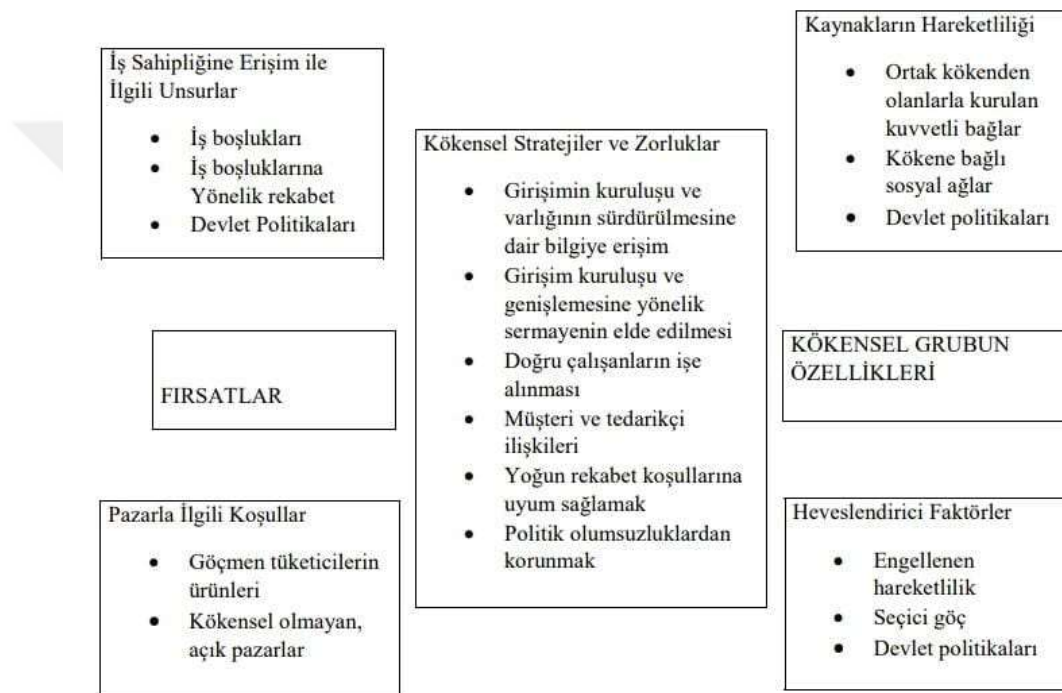 İş Sahipliğine Erişim ile
İlgili Unsurlar
• İş boşlukları
• İş boşluklarına
Yönelik rekabet
• Devlet Politikaları
FIRSATLAR
Pazarla İlgili Koşullar
• Göçmen tüketicilerin
ürünleri
• Kökensel olmayan,
açık pazarlar
Kökensel Stratejiler ve Zorluklar
• Girişimin kuruluşu ve
varlığının sürdürülmesine
dair bilgiye erişim
• Girişim kuruluşu ve
genişlemesine yönelik
sermayenin elde edilmesi
• Doğru çalışanların işe
alınması
• Müşteri ve tedarikçi
ilişkileri
• Yoğun rekabet koşullarına
uyum sağlamak
• Politik olumsuzluklardan
korunmak
Kaynakların Hareketliliği
• Ortak kökenden
olanlarla kurulan
kuvvetli bağlar
• Kökene bağlı
sosyal ağlar
• Devlet politikaları
KÖKENSEL GRUBUN
ÖZELLİKLERİ
Heveslendirici Faktörler
• Engellenen
hareketlilik
• Seçici göç
• Devlet politikaları